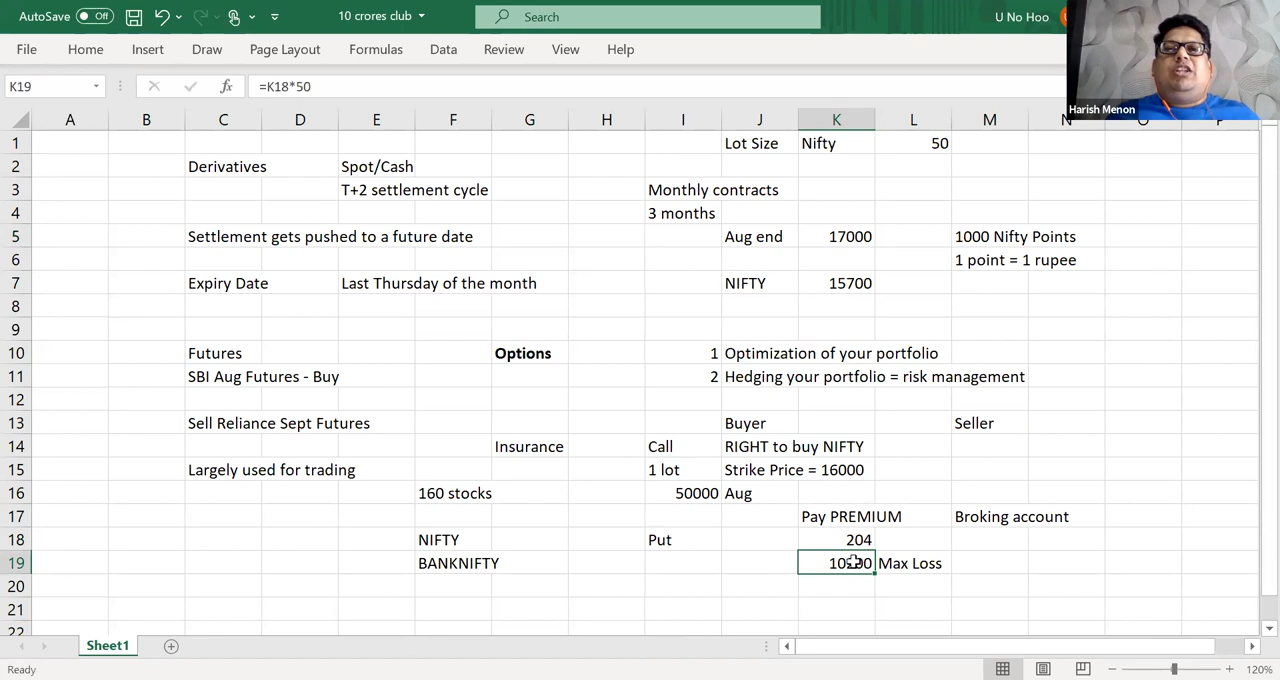 AutoSave Off 10 crores club Search U No Hoo
File Home Insert Draw Page Layout Formulas Data Review View Help
Harish Menon
K19 fx =K18*50
A B C D E F G H I J K L M N
1 Lot Size Nifty 50
2 Derivatives Spot/Cash
3 T+2 settlement cycle Monthly contracts
4 3 months
5 Settlement gets pushed to a future date Aug end 17000 1000 Nifty Points
6 1 point = 1 rupee
7 Expiry Date Last Thursday of the month NIFTY 15700
8
9
10 Futures Options 1 Optimization of your portfolio
11 SBI Aug Futures - Buy 2 Hedging your portfolio = risk management
12
13 Sell Reliance Sept Futures Buyer Seller
14 Insurance Call RIGHT to buy NIFTY
15 Largely used for trading 1 lot Strike Price = 16000
16 160 stocks 50000 Aug
17 Pay PREMIUM Broking account
18 NIFTY Put 204
19 BANKNIFTY Max Loss
20
21
22
Sheet1
Ready 120%